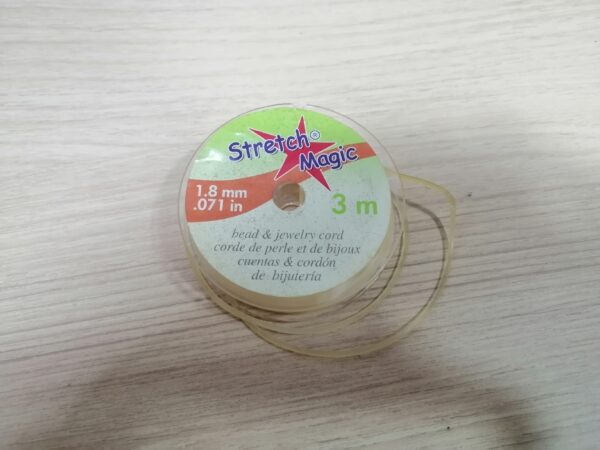 Stretch®
Magic
1.8 mm
.071 in
3 m
bead & jewelry cord
corde de perle et de bijoux
cuentas & cordón
de bijutería